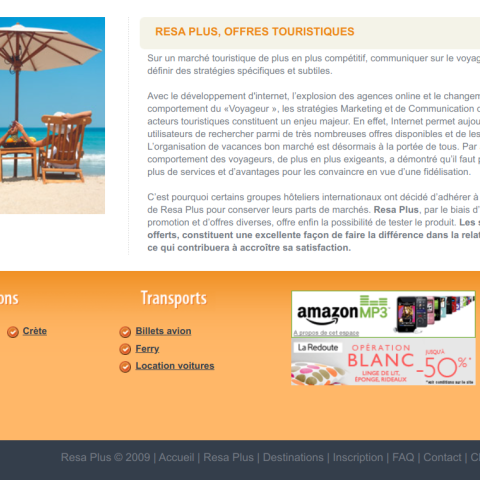 RESA PLUS, OFFRES TOURISTIQUES
Sur un marché touristique de plus en plus compétitif, communiquer sur le voyag
définir des stratégies spécifiques et subtiles.
Avec le développement d'internet, l'explosion des agences online et le changem
comportement du «Voyageur », les stratégies Marketing et de Communication d
acteurs touristiques constituent un enjeu majeur. En effet, Internet permet aujou
utilisateurs de rechercher parmi de très nombreuses offres disponibles et de les
L'organisation de vacances bon marché est désormais à la portée de tous. Par
comportement des voyageurs, de plus en plus exigeants, a démontré qu'il faut p
plus de services et d'avantages pour les convaincre en vue d'une fidélisation.
C'est pourquoi certains groupes hôteliers internationaux ont décidé d'adhérer à
de Resa Plus pour conserver leurs parts de marchés. Resa Plus, par le biais d'
promotion et d'offres diverses, offre enfin la possibilité de tester le produit. Les s
offerts, constituent une excellente façon de faire la différence dans la relat
ce qui contribuera à accroître sa satisfaction.
ons
Transports
Crète
Billets avion
Ferry
Location voitures
amazonMP3
A propos de cet espace
La Redoute
OPÉRATION
BLANC
LINGE DE LIT,
ÉPONGE, RIDEAUX
JUSQU'À
-50%*
*voir conditions sur le site
Resa Plus © 2009 | Accueil | Resa Plus | Destinations | Inscription | FAQ | Contact | C